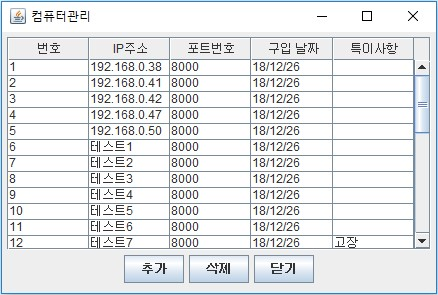 컴퓨터관리
번호 IP주소 포트번호 구입 날짜 특미사항
1 192.168.0.38 8000 18/12/26
2 192.168.0.41 8000 18/12/26
3 192.168.0.42 8000 18/12/26
4 192.168.0.47 8000 18/12/26
5 192.168.0.50 8000 18/12/26
6 테스트1 8000 18/12/26
7 테스트2 8000 18/12/26
8 테스트3 8000 18/12/26
9 테스트4 8000 18/12/26
10 테스트5 8000 18/12/26
11 테스트6 8000 18/12/26
12 테스트7 8000 18/12/26 고장
추가 삭제 닫기